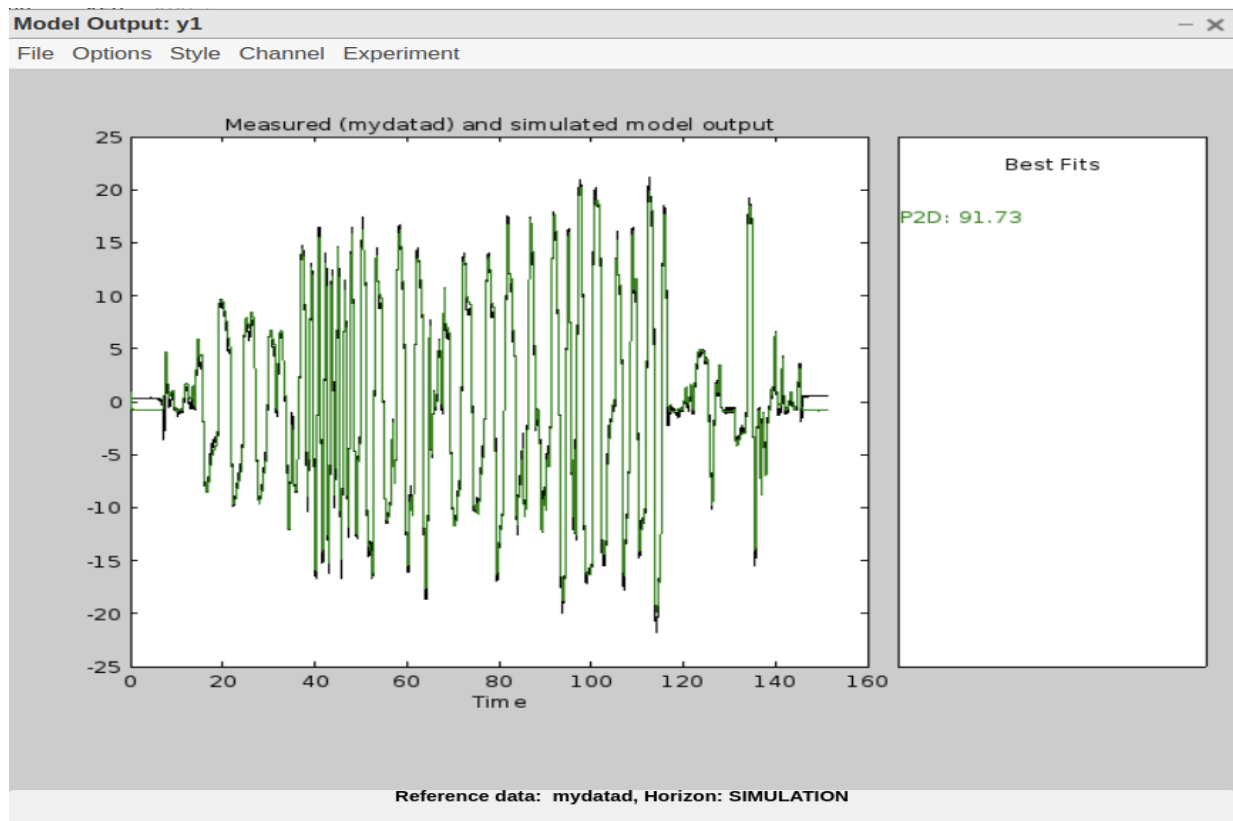 Model Output: y1
File Options Style Channel Experiment
Measured (mydatad) and simulated model output
Best Fits
P2D: 91.73
25
20
15
10
5
0
-5
-10
-15
-20
-25
0 20 40 60 80 100 120 140 160
Time
Reference data: mydatad, Horizon: SIMULATION